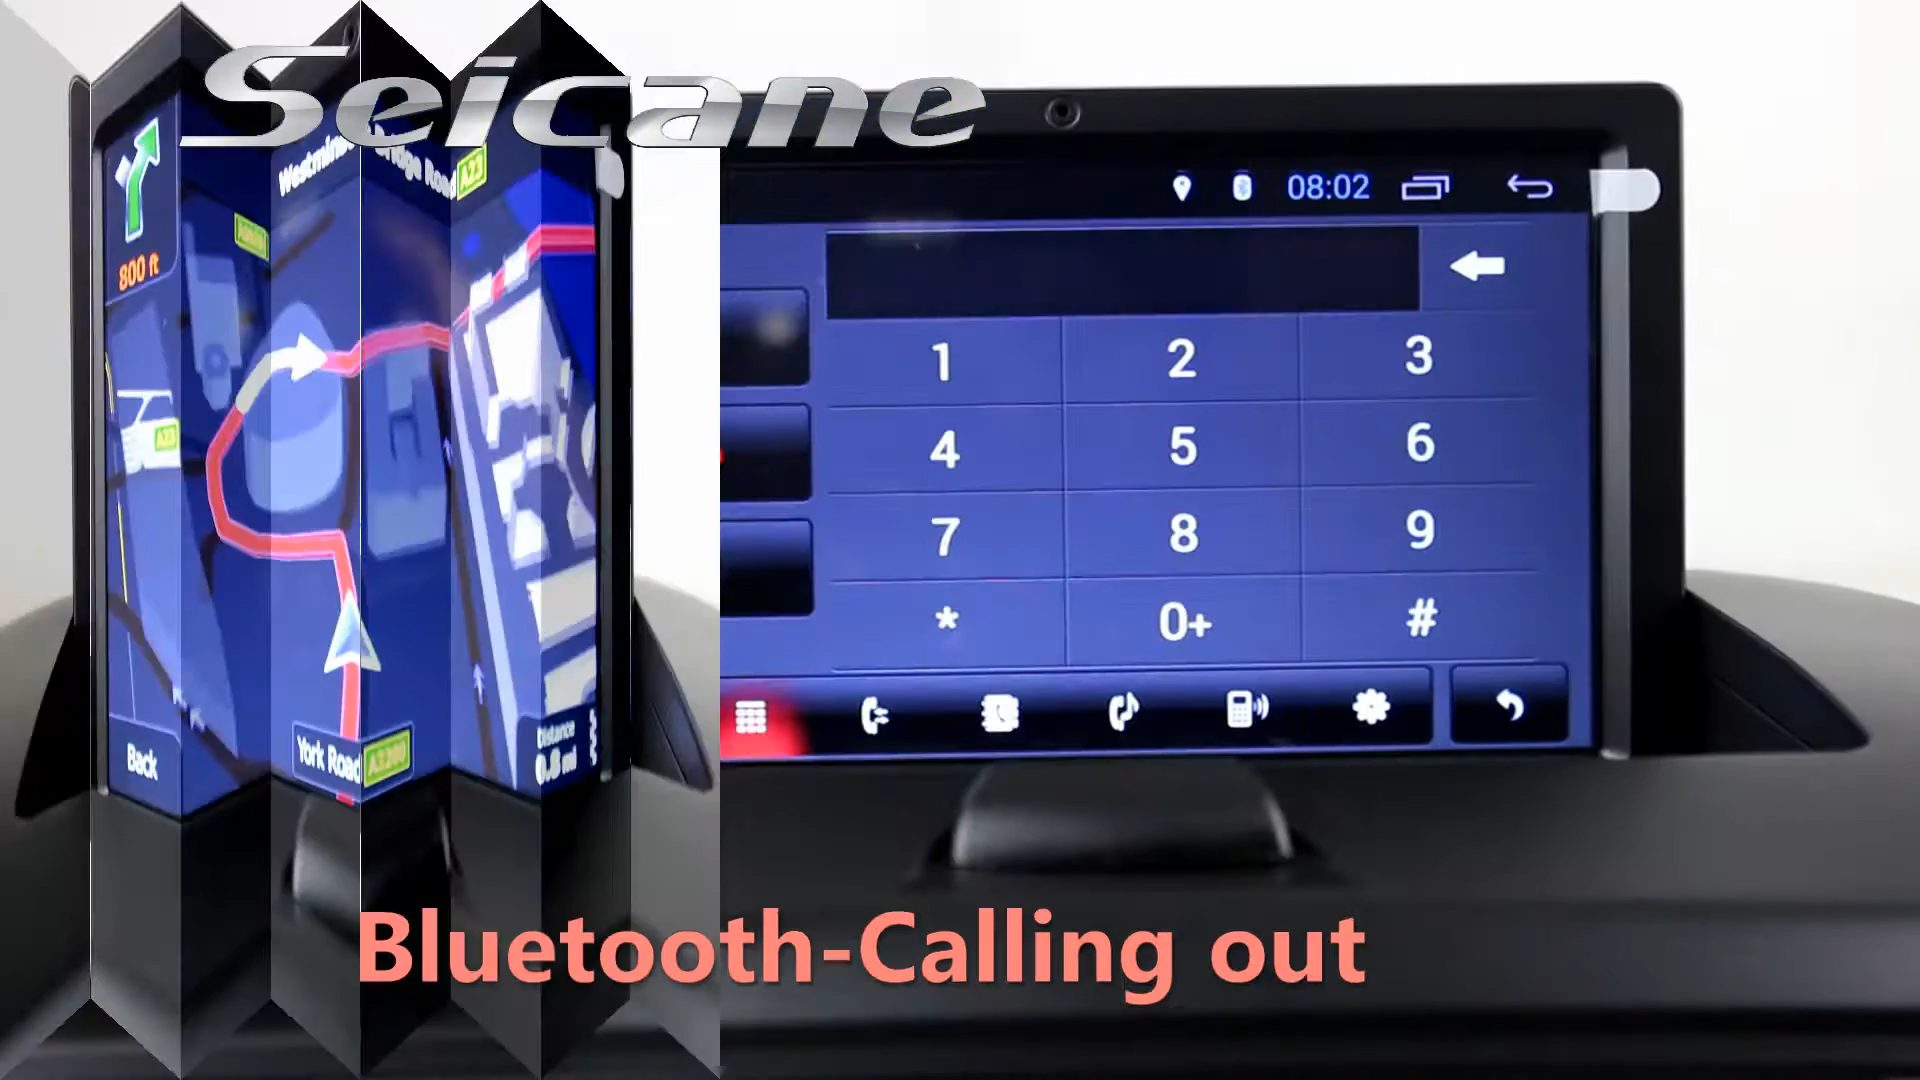 Seicane
Westminster Bridge Road A23
800 ft
A23
Back
York Road A3200
Distance
0.8 mi
08:02
1 2 3
4 5 6
7 8 9
* 0+ #
Bluetooth-Calling out